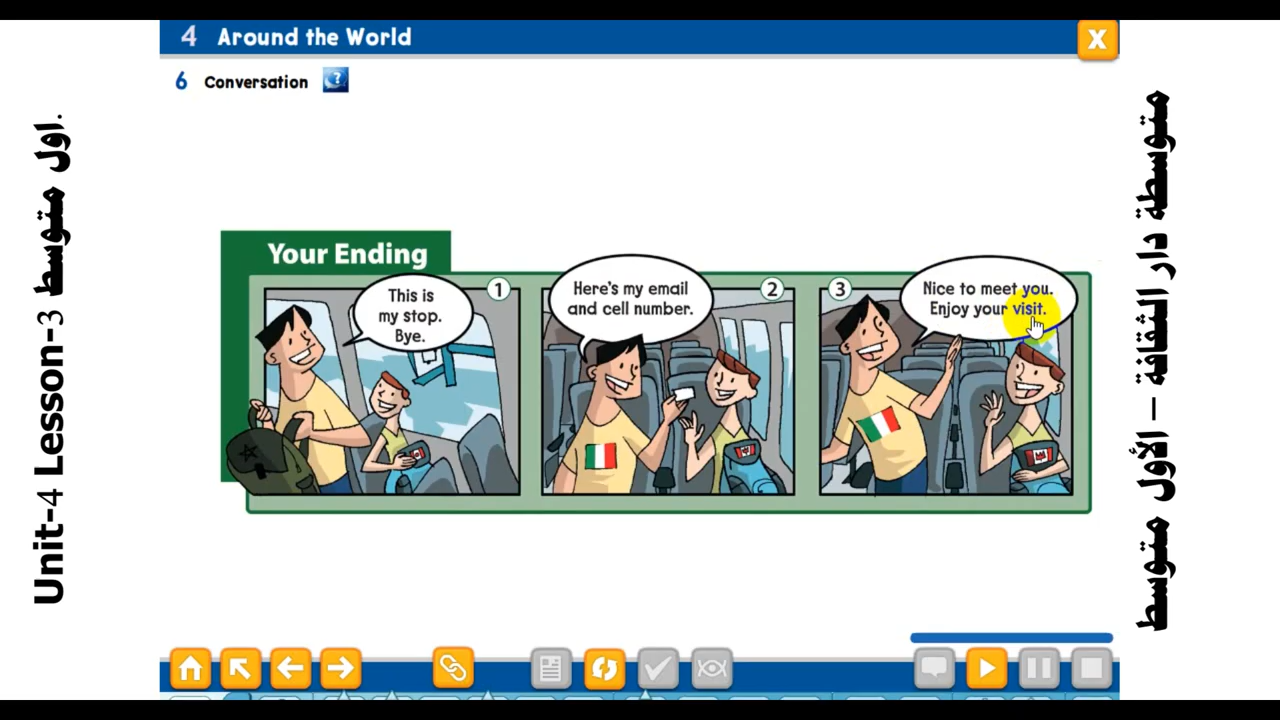 4 Around the World
X
6 Conversation ?
Your Ending
1
This is
my stop.
Bye.
2
Here's my email
and cell number.
3
Nice to meet you.
Enjoy your visit.
Unit-4 Lesson-3 اول متوسط.
متوسطة دار الثقافة – الأول متوسط